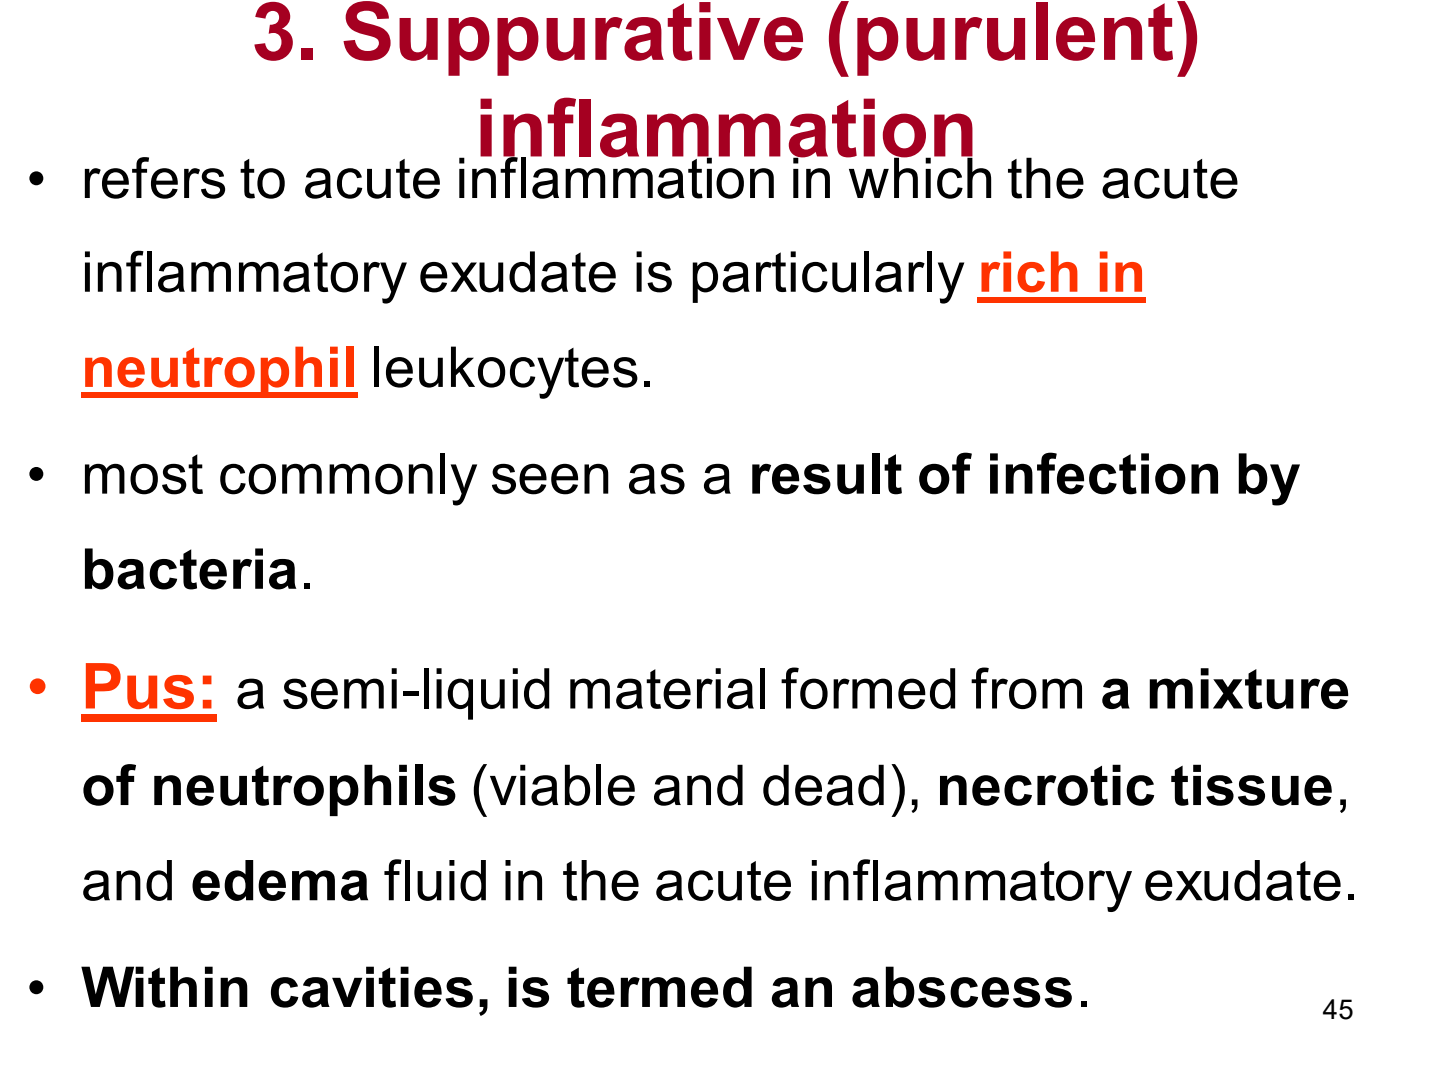 3. Suppurative (purulent)
inflammation
• refers to acute inflammation in which the acute
inflammatory exudate is particularly rich in
neutrophil leukocytes.
• most commonly seen as a result of infection by
bacteria.
• Pus: a semi-liquid material formed from a mixture
of neutrophils (viable and dead), necrotic tissue,
and edema fluid in the acute inflammatory exudate.
• Within cavities, is termed an abscess.
45